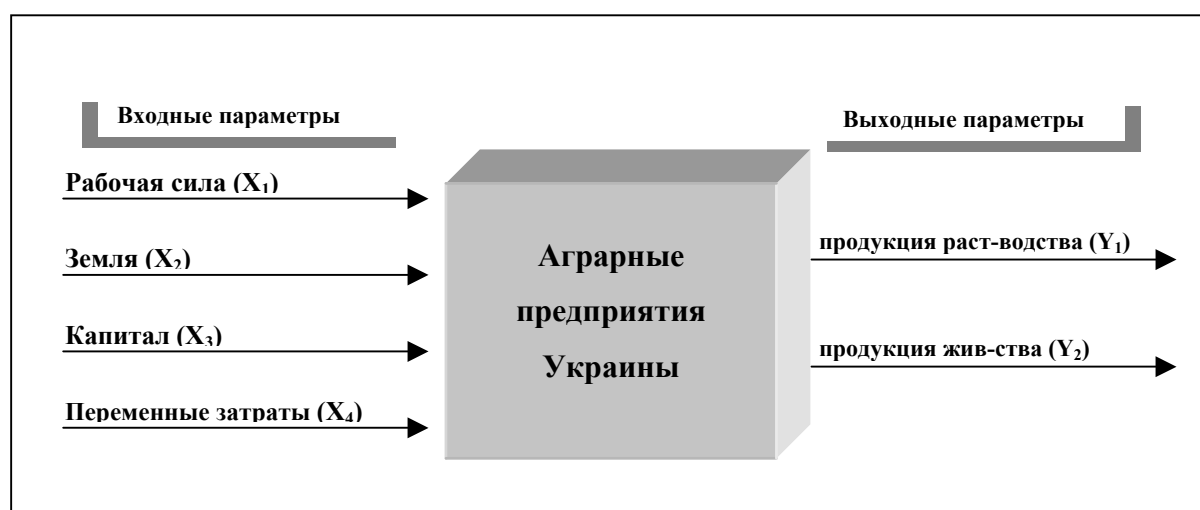 Входные параметры
Рабочая сила (X₁)
Земля (X₂)
Капитал (X₃)
Переменные затраты (X₄)
Аграрные
предприятия
Украины
Выходные параметры
продукция раст-водства (Y₁)
продукция жив-ства (Y₂)